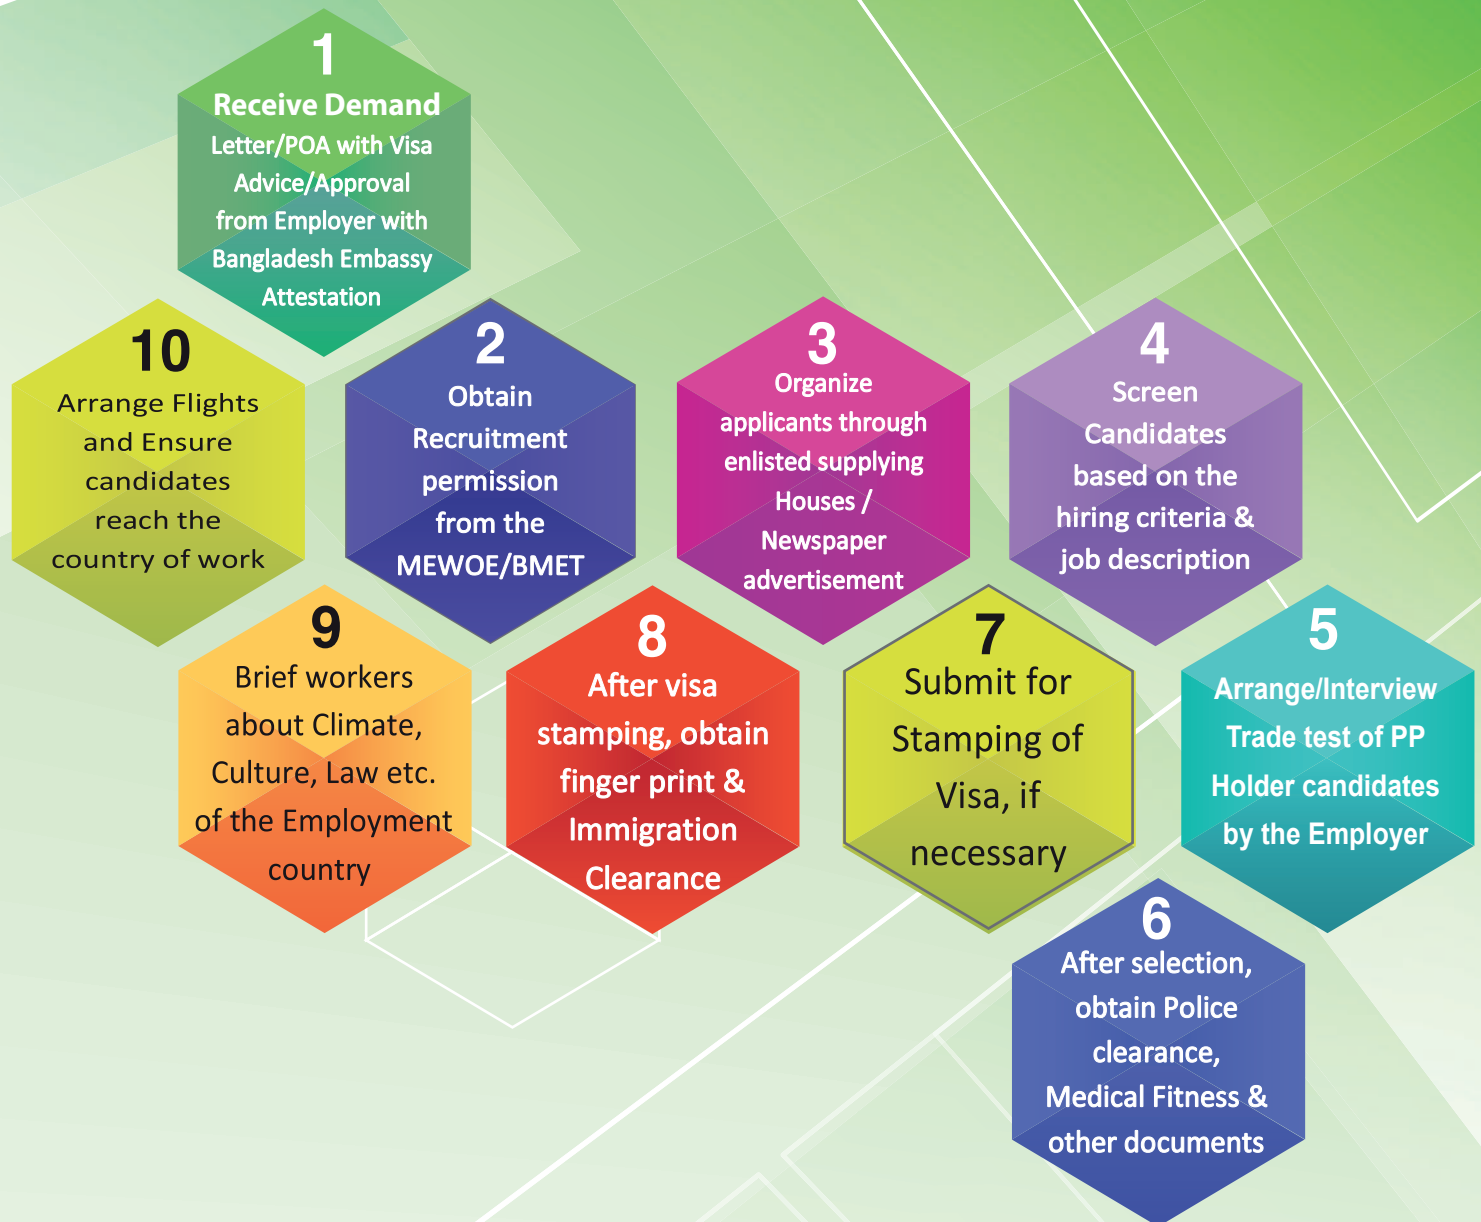 1
Receive Demand
Letter/POA with Visa
Advice/Approval
from Employer with
Bangladesh Embassy
Attestation
2
Obtain
Recruitment
permission
from the
MEWOE/BMET
3
Organize
applicants through
enlisted supplying
Houses /
Newspaper
advertisement
4
Screen
Candidates
based on the
hiring criteria &
job description
5
Arrange/Interview
Trade test of PP
Holder candidates
by the Employer
6
After selection,
obtain Police
clearance,
Medical Fitness &
other documents
7
Submit for
Stamping of
Visa, if
necessary
8
After visa
stamping, obtain
finger print &
Immigration
Clearance
9
Brief workers
about Climate,
Culture, Law etc.
of the Employment
country
10
Arrange Flights
and Ensure
candidates
reach the
country of work